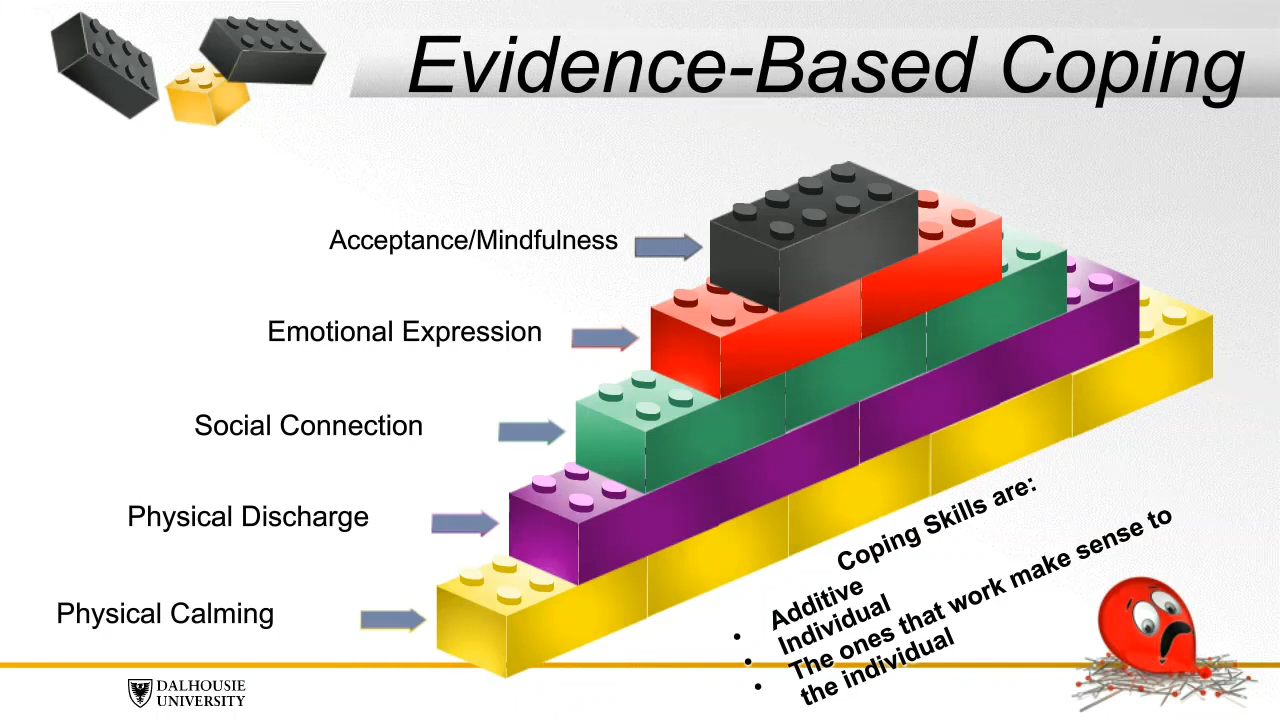 Evidence-Based Coping
Acceptance/Mindfulness
Emotional Expression
Social Connection
Physical Discharge
Physical Calming
Coping Skills are:
• Additive
• Individual
• The ones that work make sense to
the individual
DALHOUSIE
UNIVERSITY